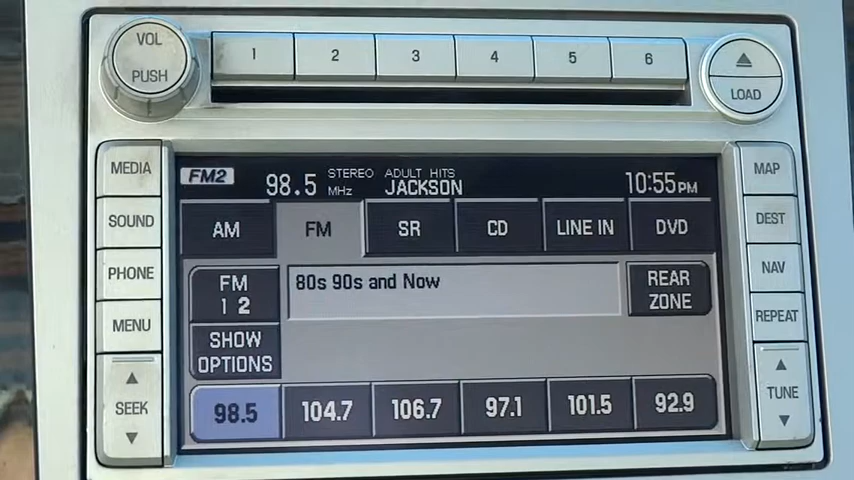 VOL
PUSH
1 2 3 4 5 6
LOAD
MEDIA
SOUND
PHONE
MENU
SEEK
FM2 98.5 MHz STEREO ADULT HITS
JACKSON
10:55PM
AM FM SR CD LINE IN DVD
FM
1 2
80s 90s and Now
REAR
ZONE
SHOW
OPTIONS
98.5 104.7 106.7 97.1 101.5 92.9
MAP
DEST
NAV
REPEAT
TUNE